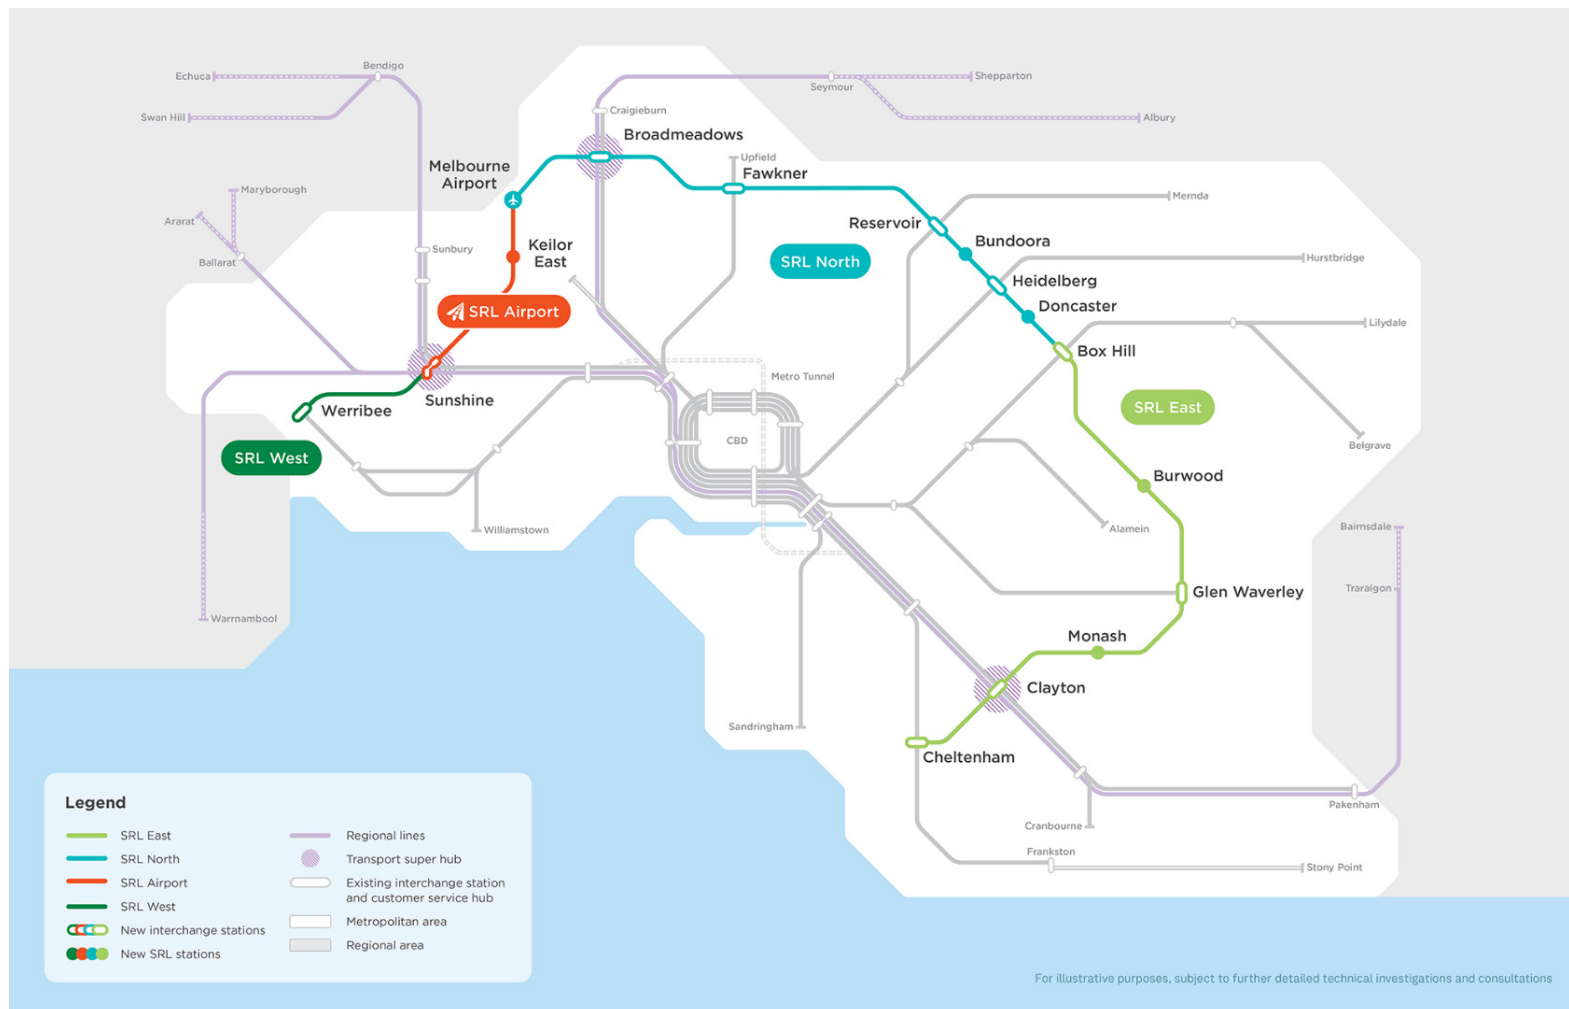 Echuca
Bendigo
Swan Hill
Craigieburn
Seymour
Shepparton
Albury
Broadmeadows
Melbourne
Airport
Upfield
Fawkner
Maryborough
Ararat
Ballarat
Sunbury
Keilor
East
Reservoir
Mernda
Bundoora
SRL North
Hurstbridge
Heidelberg
Doncaster
SRL Airport
Lilydale
Box Hill
Metro Tunnel
Sunshine
Werribee
SRL East
CBD
Belgrave
SRL West
Burwood
Williamstown
Alamein
Bairnsdale
Traralgon
Glen Waverley
Warrnambool
Monash
Clayton
Sandringham
Cheltenham
Pakenham
Cranbourne
Frankston
Stony Point
Legend
SRL East
SRL North
SRL Airport
SRL West
New interchange stations
New SRL stations
Regional lines
Transport super hub
Existing interchange station
and customer service hub
Metropolitan area
Regional area
For illustrative purposes, subject to further detailed technical investigations and consultations